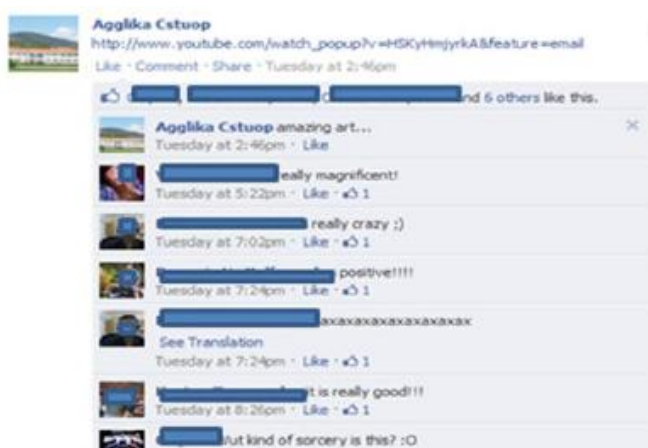 Agglika Cstuop
http://www.youtube.com/watch_popup?v=HSKyHmjyrkA&feature=email
Like · Comment · Share · Tuesday at 2:46pm
nd 6 others like this.
Agglika Cstuop amazing art...
Tuesday at 2:46pm · Like
eally magnificent!
Tuesday at 5:22pm · Like · 1
really crazy ;)
Tuesday at 7:02pm · Like · 1
positive!!!!
Tuesday at 7:24pm · Like · 1
axaxaxaxaxaxaxaxax
See Translation
Tuesday at 7:24pm · Like · 1
it is really good!!!
Tuesday at 8:26pm · Like · 1
ut kind of sorcery is this? :O